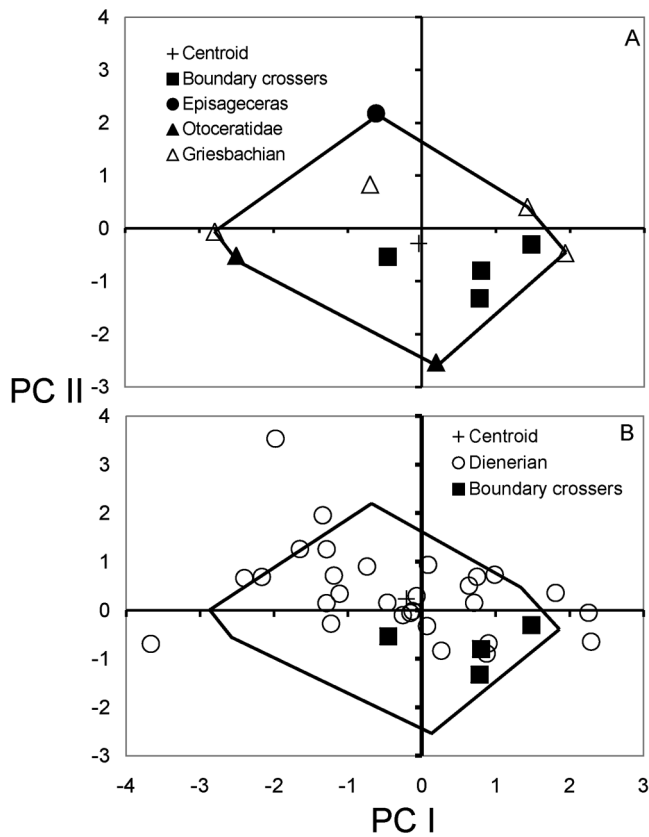 4
3
2
1
0
-1
-2
-3
A
Centroid
Boundary crossers
Episageceras
Otoceratidae
Griesbachian
PC II
4
3
2
1
0
-1
-2
-3
B
Centroid
Dienerian
Boundary crossers
-4 -3 -2 -1 0 1 2 3
PC I